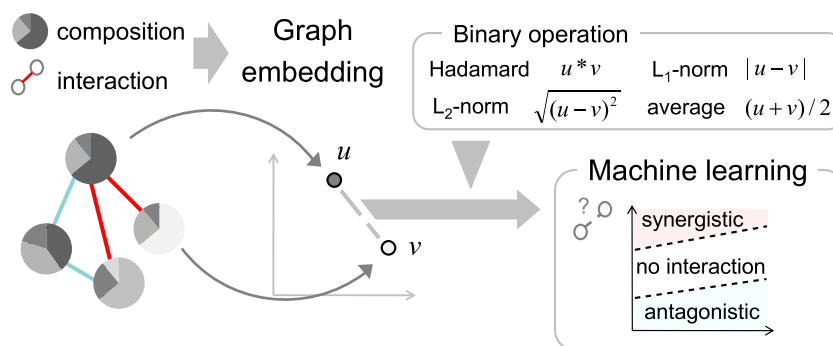 composition
interaction
Graph
embedding
Binary operation
Hadamard u * v L₁-norm |u − v|
L₂-norm √(u − v)² average (u + v) / 2
u
v
Machine learning
?
synergistic
no interaction
antagonistic